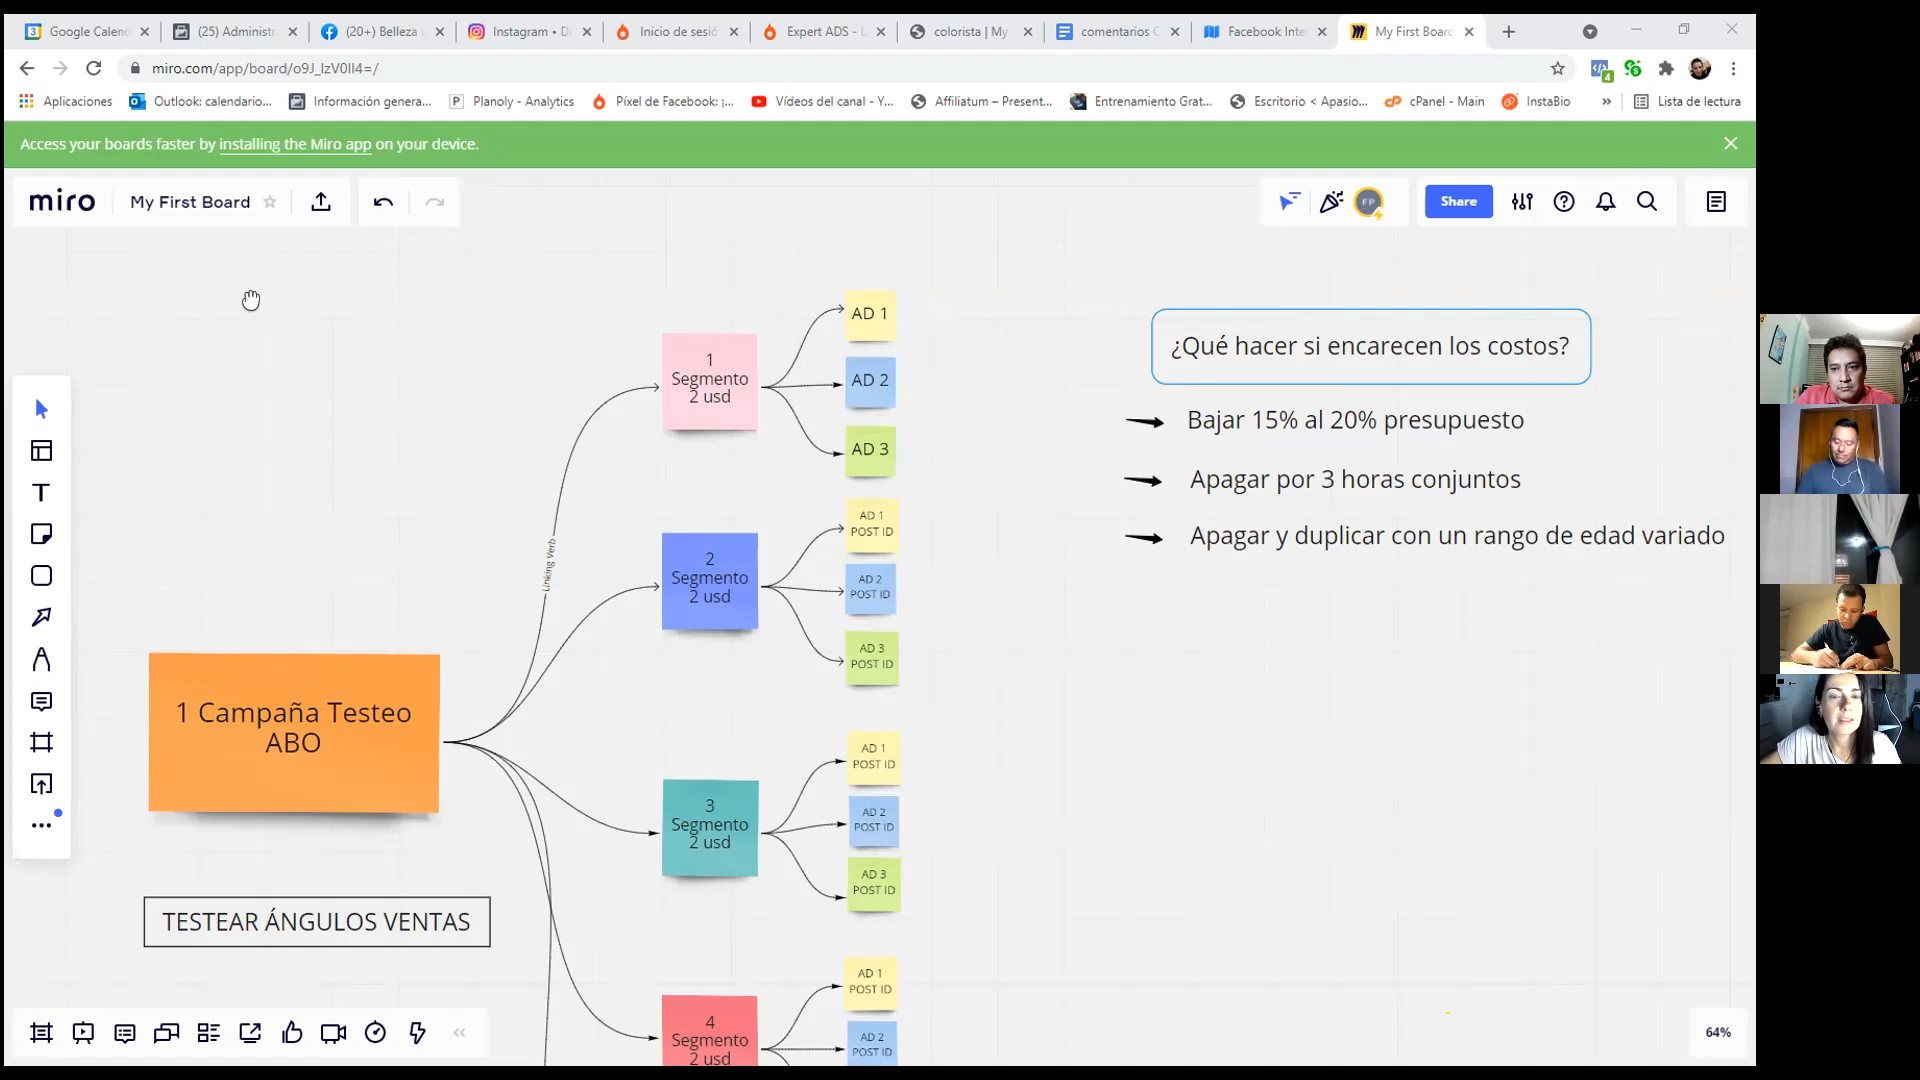 Google Calend
(25) Administr
(20+) Belleza
Instagram • Di
Inicio de sesió
Expert ADS - L
colorista | My
comentarios C
Facebook Inte
My First Board
miro.com/app/board/o9J_lzV0lI4=/
4
Aplicaciones
Outlook: calendario...
Información genera...
Planoly - Analytics
Píxel de Facebook: ¡...
Vídeos del canal - Y...
Affiliatum – Present...
Entrenamiento Grat...
Escritorio < Apasio...
cPanel - Main
InstaBio
»
Lista de lectura
Access your boards faster by installing the Miro app on your device.
miro
My First Board
FP
Share
AD 1
AD 2
AD 3
1
Segmento
2 usd
¿Qué hacer si encarecen los costos?
Bajar 15% al 20% presupuesto
Apagar por 3 horas conjuntos
Apagar y duplicar con un rango de edad variado
Linking Verb
2
Segmento
2 usd
AD 1
POST ID
AD 2
POST ID
AD 3
POST ID
1 Campaña Testeo
ABO
3
Segmento
2 usd
AD 1
POST ID
AD 2
POST ID
AD 3
POST ID
TESTEAR ÁNGULOS VENTAS
4
Segmento
2 usd
AD 1
POST ID
AD 2
POST ID
64%